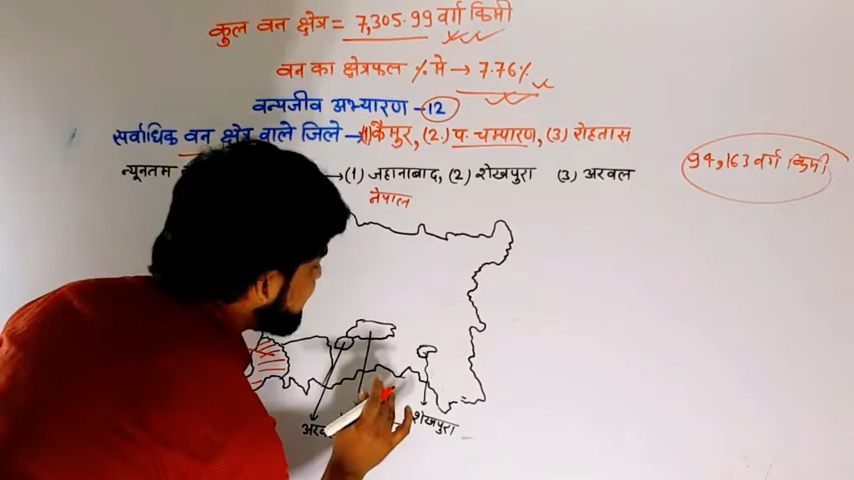 कुल वन क्षेत्र = 7,305.99 वर्ग किमी
वन का क्षेत्रफल % में → 7.76%
वन्यजीव अभ्यारण - 12
सर्वाधिक वन क्षेत्र वाले जिले → (1) कैमुर, (2.) प. चम्पारण, (3) रोहतास
94,163 वर्ग किमी
न्यूनतम → (1) जहानाबाद, (2) शेखपुरा (3) अरवल
नेपाल
शेखपुरा